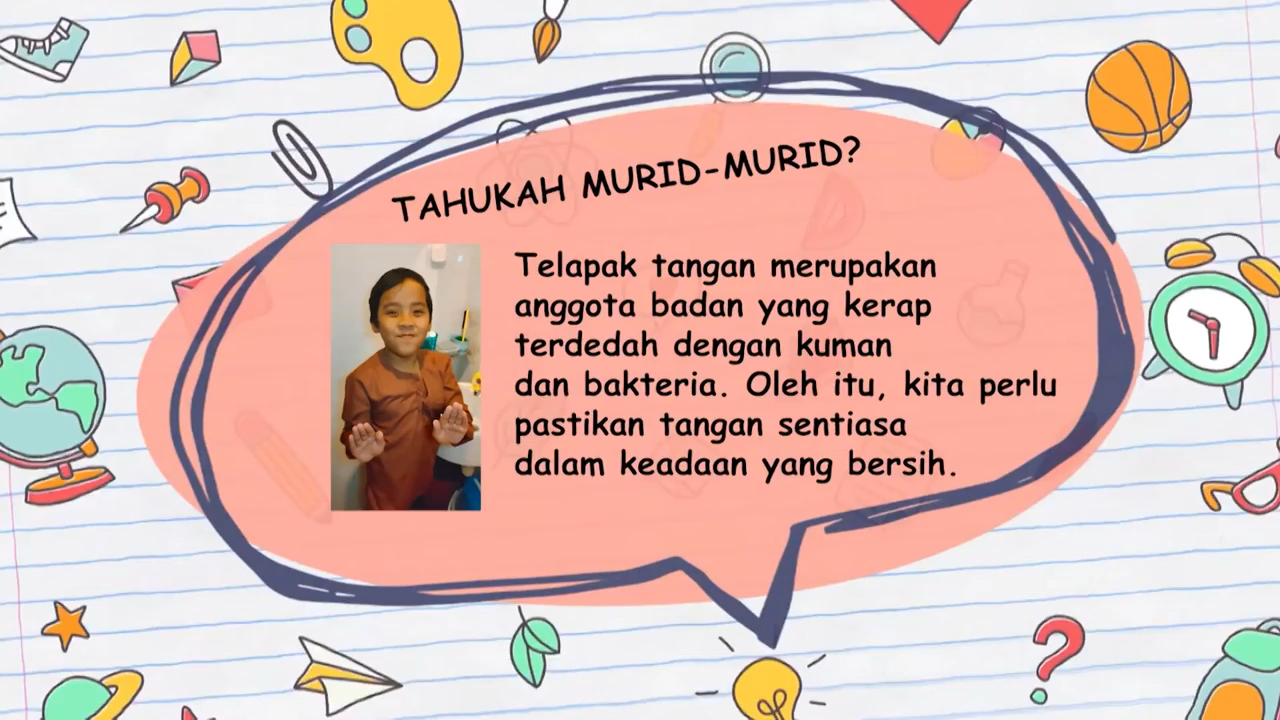 TAHUKAH MURID-MURID?
Telapak tangan merupakan
anggota badan yang kerap
terdedah dengan kuman
dan bakteria. Oleh itu, kita perlu
pastikan tangan sentiasa
dalam keadaan yang bersih.